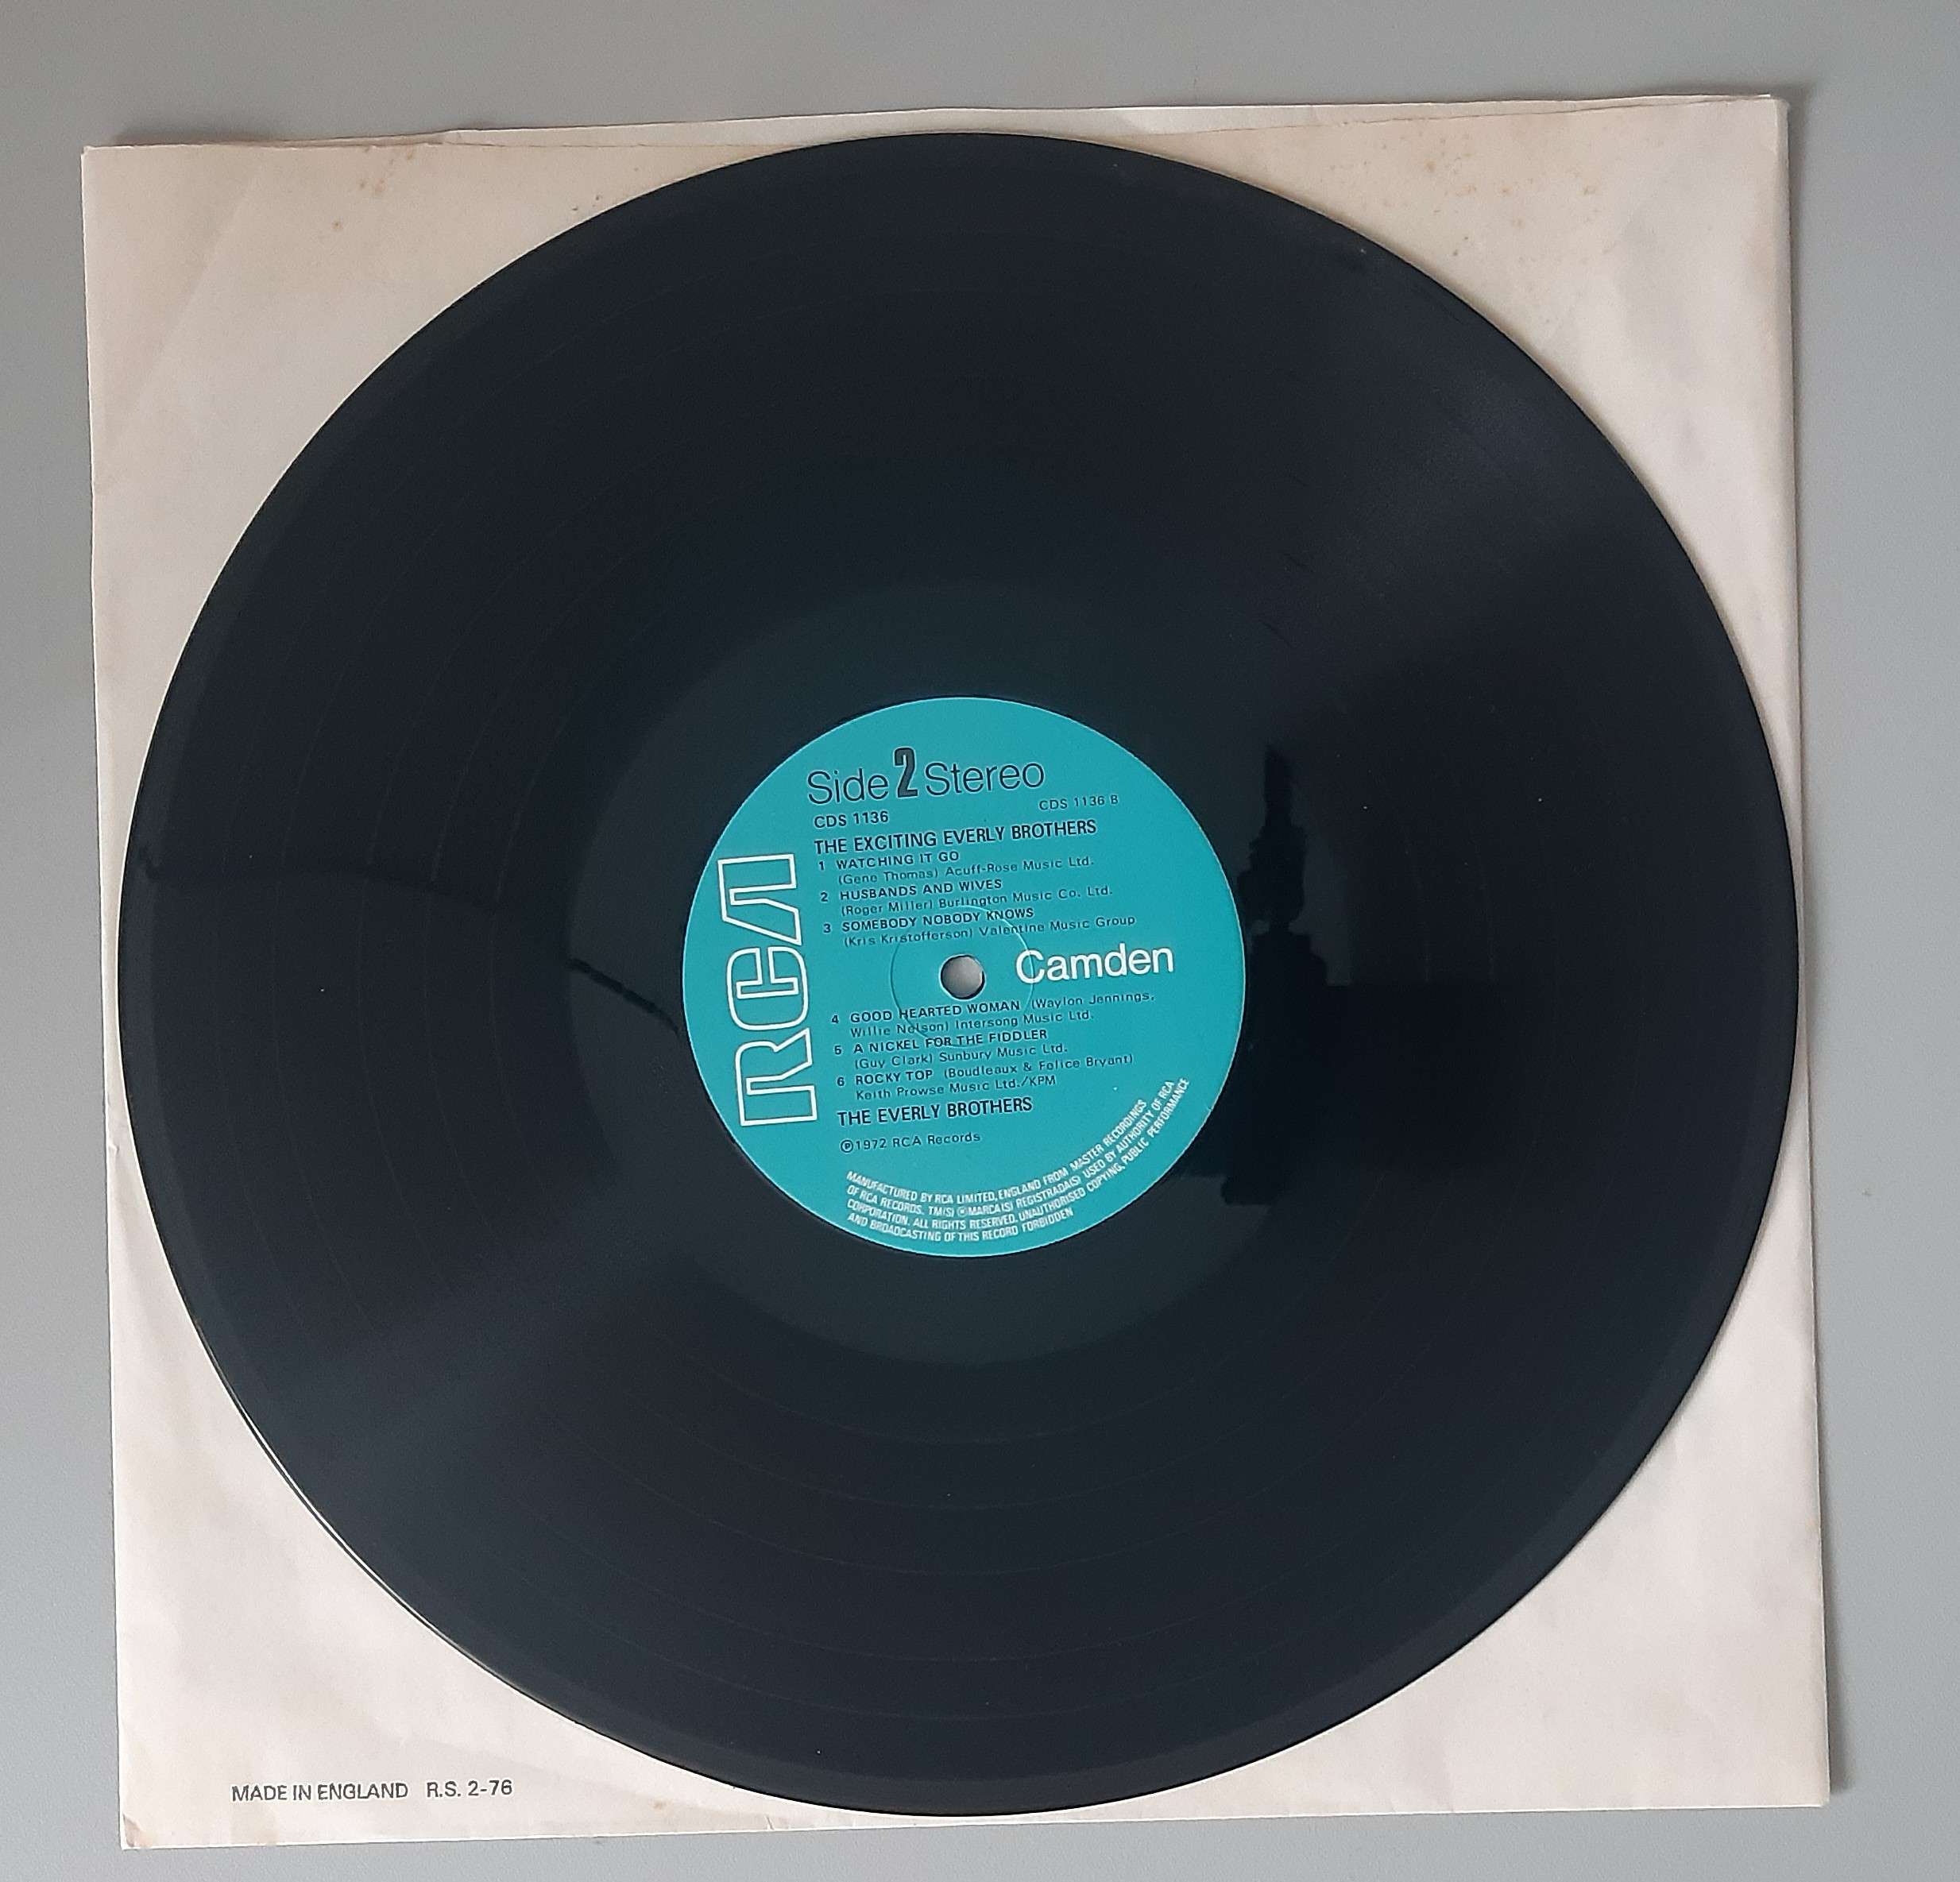 Side 2 Stereo
CDS 1136 B
CDS 1136
THE EXCITING EVERLY BROTHERS
1 WATCHING IT GO
(Gene Thomas) Acuff-Rose Music Ltd.
2 HUSBANDS AND WIVES
(Roger Miller) Burlington Music Co. Ltd.
3 SOMEBODY NOBODY KNOWS
(Kris Kristofferson) Valentine Music Group
RCA
Camden
4 GOOD HEARTED WOMAN (Waylon Jennings,
Willie Nelson) Intersong Music Ltd.
5 A NICKEL FOR THE FIDDLER
(Guy Clark) Sunbury Music Ltd.
6 ROCKY TOP (Boudleaux & Felice Bryant)
Keith Prowse Music Ltd./KPM
THE EVERLY BROTHERS
℗1972 RCA Records
MANUFACTURED BY RCA LIMITED, ENGLAND FROM MASTER RECORDINGS
OF RCA RECORDS. TM(S) ®MARCA(S) REGISTRADA(S) USED BY AUTHORITY OF RCA
CORPORATION. ALL RIGHTS RESERVED. UNAUTHORISED COPYING, PUBLIC PERFORMANCE
AND BROADCASTING OF THIS RECORD FORBIDDEN
MADE IN ENGLAND R.S. 2-76